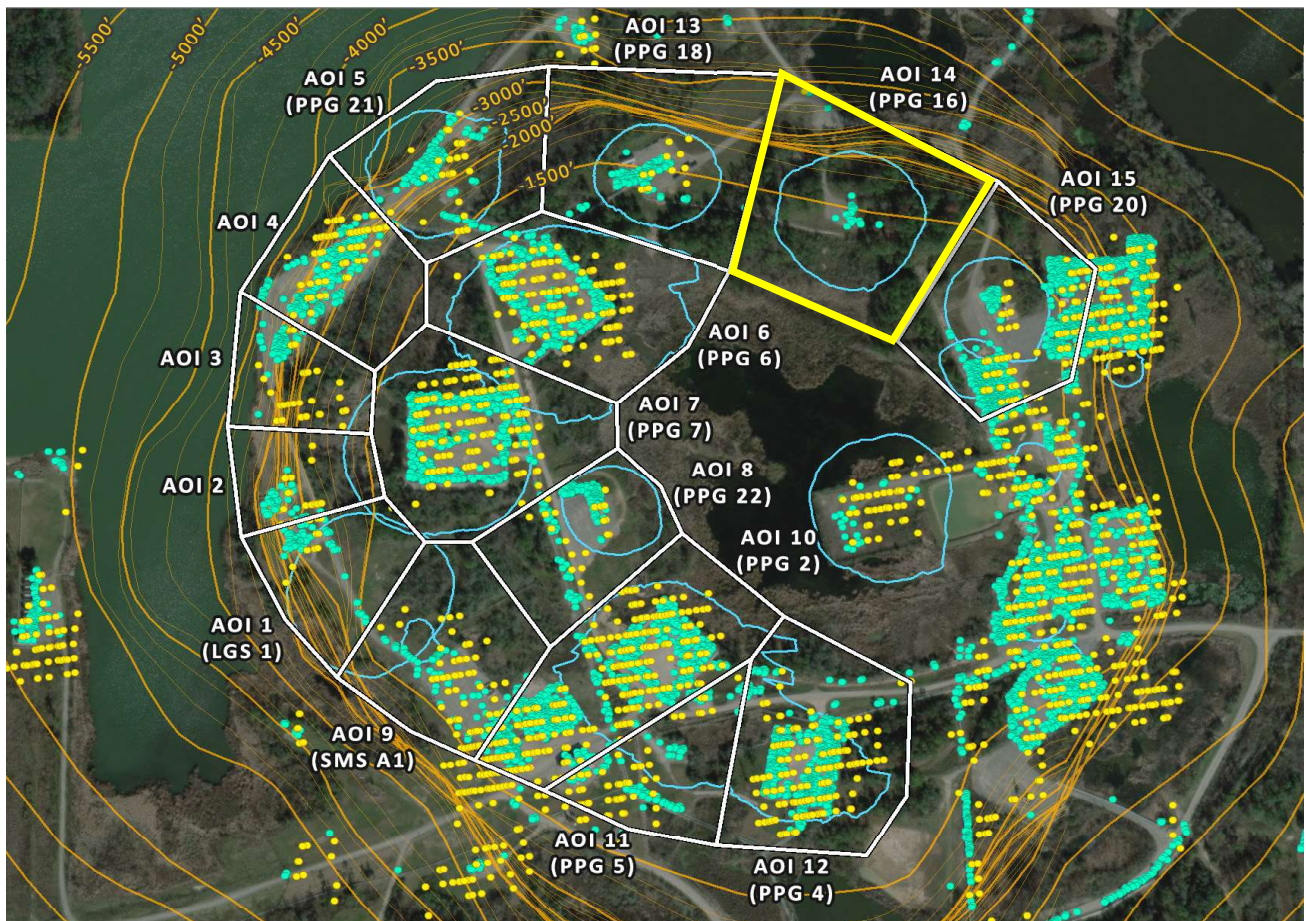 -5500'
-5000'
-4500'
-4000'
-3500'
-3000'
-2500'
-2000'
-1500'
AOI 13
(PPG 18)
AOI 14
(PPG 16)
AOI 5
(PPG 21)
AOI 15
(PPG 20)
AOI 4
AOI 3
AOI 6
(PPG 6)
AOI 7
(PPG 7)
AOI 8
(PPG 22)
AOI 2
AOI 10
(PPG 2)
AOI 1
(LGS 1)
AOI 9
(SMS A1)
AOI 11
(PPG 5)
AOI 12
(PPG 4)